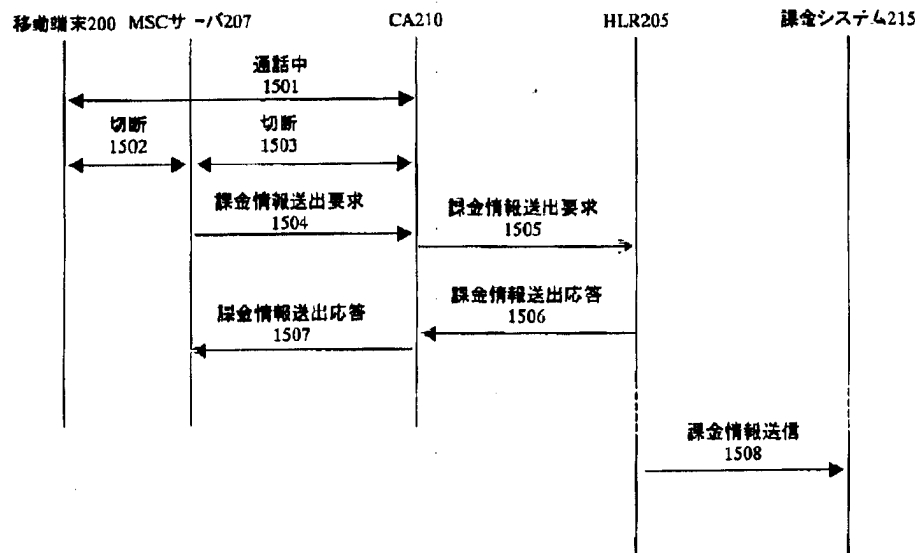 移動端末200 MSCサーバ207 CA210 HLR205 課金システム215
通話中
1501
切断 切断
1502 1503
課金情報送出要求 課金情報送出要求
1504 1505
課金情報送出応答
1506
課金情報送出応答
1507
課金情報送信
1508